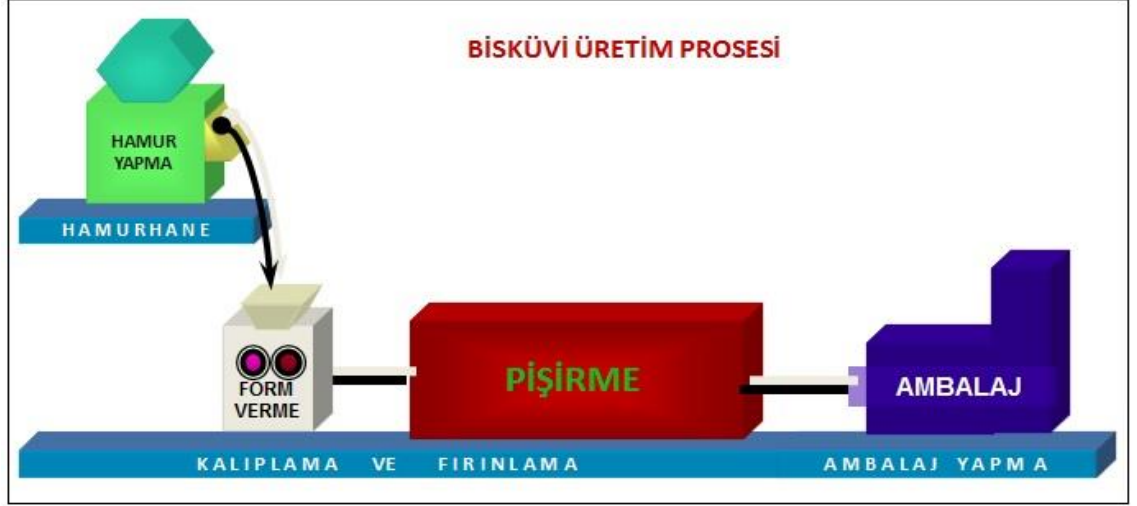 BİSKÜVİ ÜRETİM PROSESİ
HAMUR
YAPMA
HAMURHANE
FORM
VERME
PİŞİRME
AMBALAJ
KALIPLAMA VE FIRINLAMA
AMBALAJ YAPMA